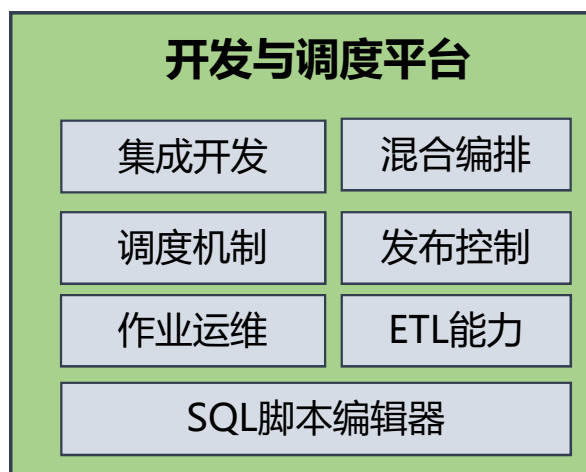 开发与调度平台
集成开发
混合编排
调度机制
发布控制
作业运维
ETL能力
SQL脚本编辑器